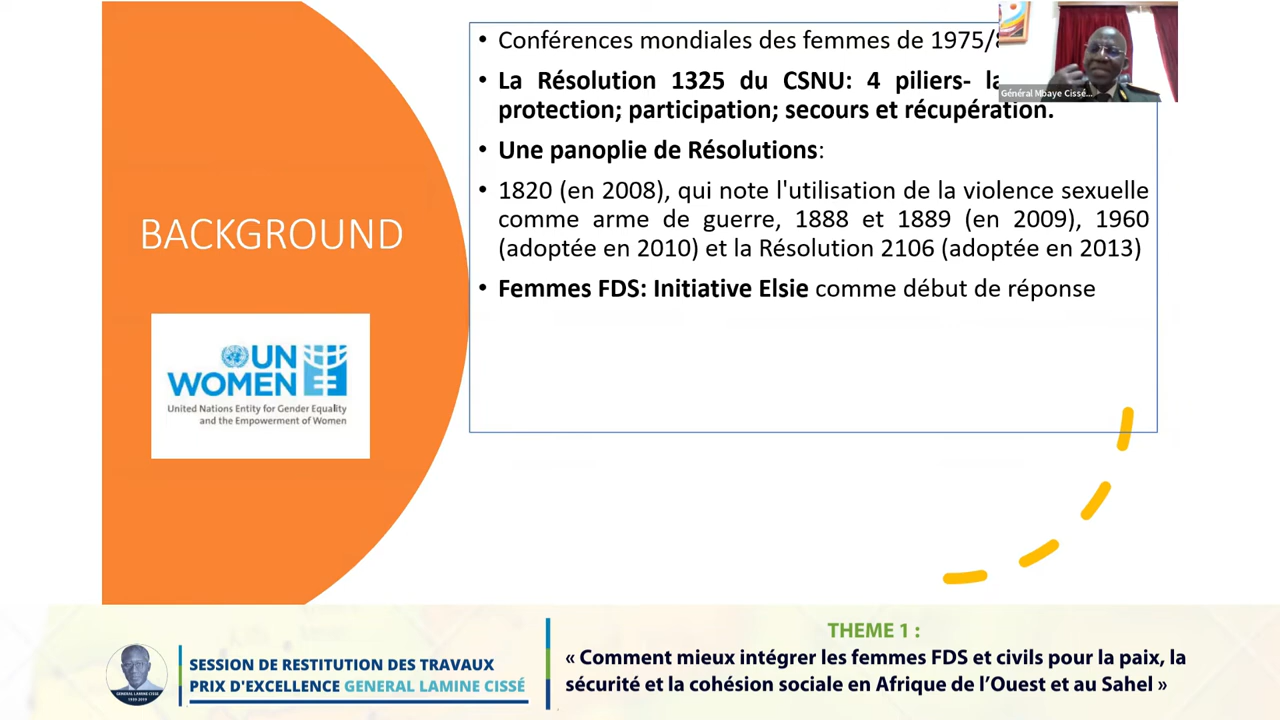 Conférences mondiales des femmes de 1975/
La Résolution 1325 du CSNU: 4 piliers-
protection; participation; secours et récupération.
Une panoplie de Résolutions:
1820 (en 2008), qui note l'utilisation de la violence sexuelle
comme arme de guerre, 1888 et 1889 (en 2009), 1960
(adoptée en 2010) et la Résolution 2106 (adoptée en 2013)
Femmes FDS: Initiative Elsie comme début de réponse
Général Mbaye Cissé...
BACKGROUND
UN
WOMEN
United Nations Entity for Gender Equality
and the Empowerment of Women
GENERAL LAMINE CISSE
SESSION DE RESTITUTION DES TRAVAUX
PRIX D'EXCELLENCE GENERAL LAMINE CISSÉ
THEME 1 :
« Comment mieux intégrer les femmes FDS et civils pour la paix, la
sécurité et la cohésion sociale en Afrique de l'Ouest et au Sahel »